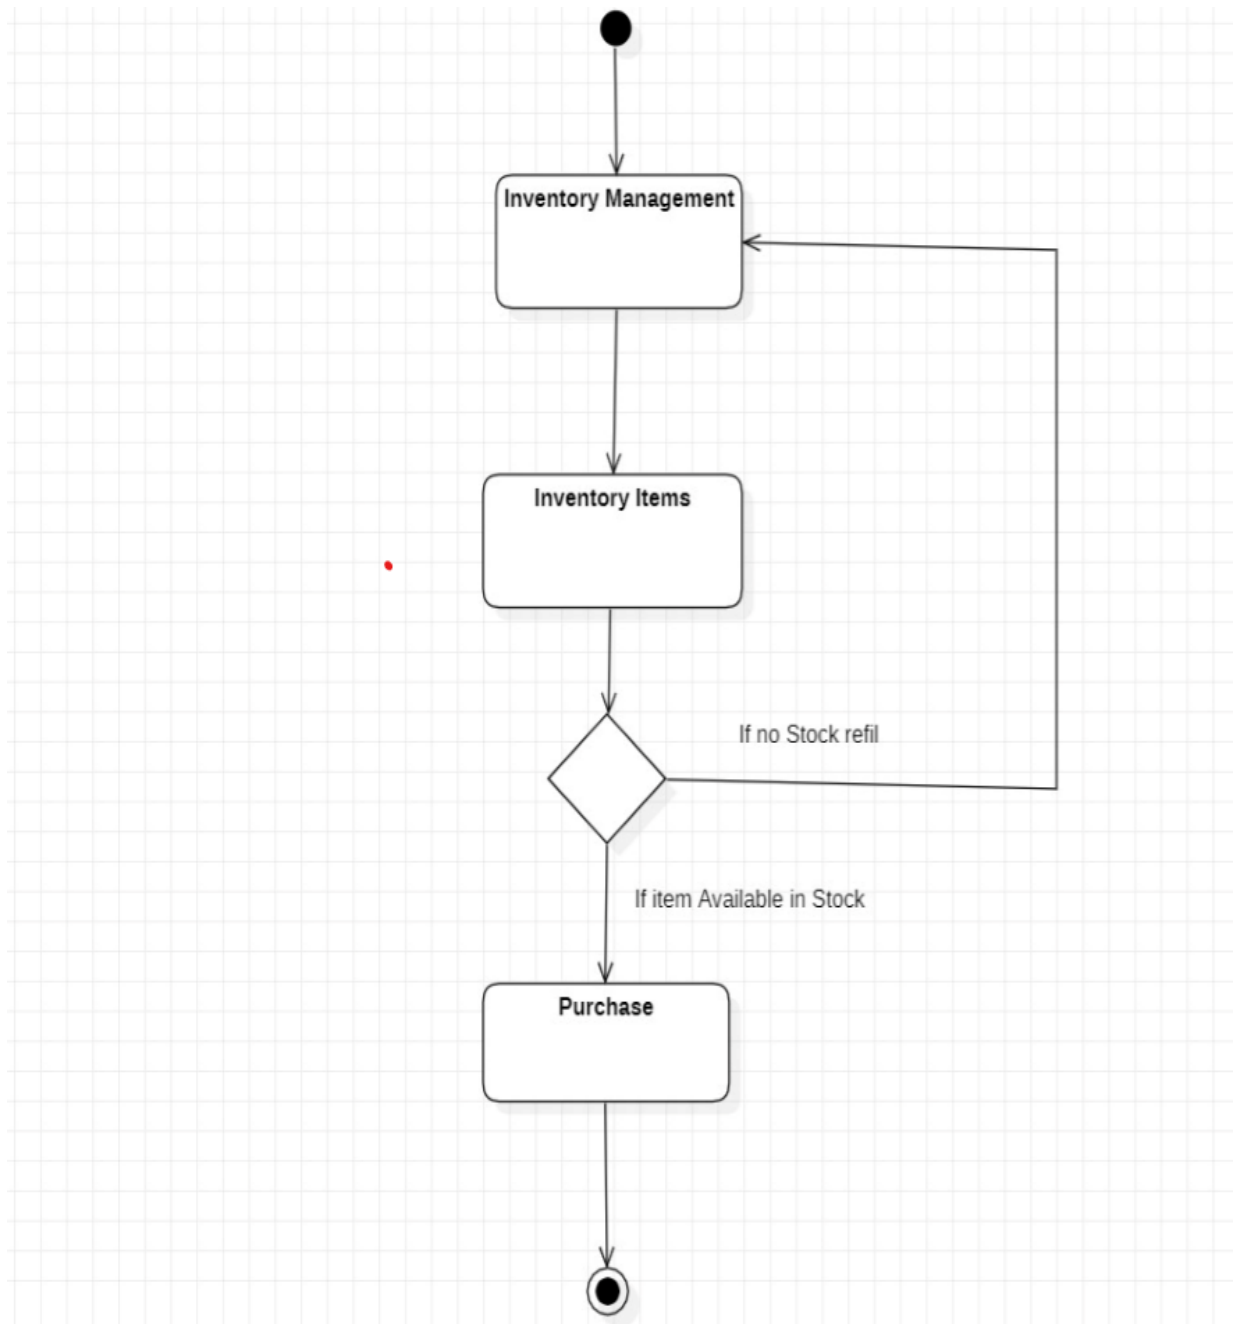 Inventory Management
Inventory Items
If no Stock refil
If item Available in Stock
Purchase